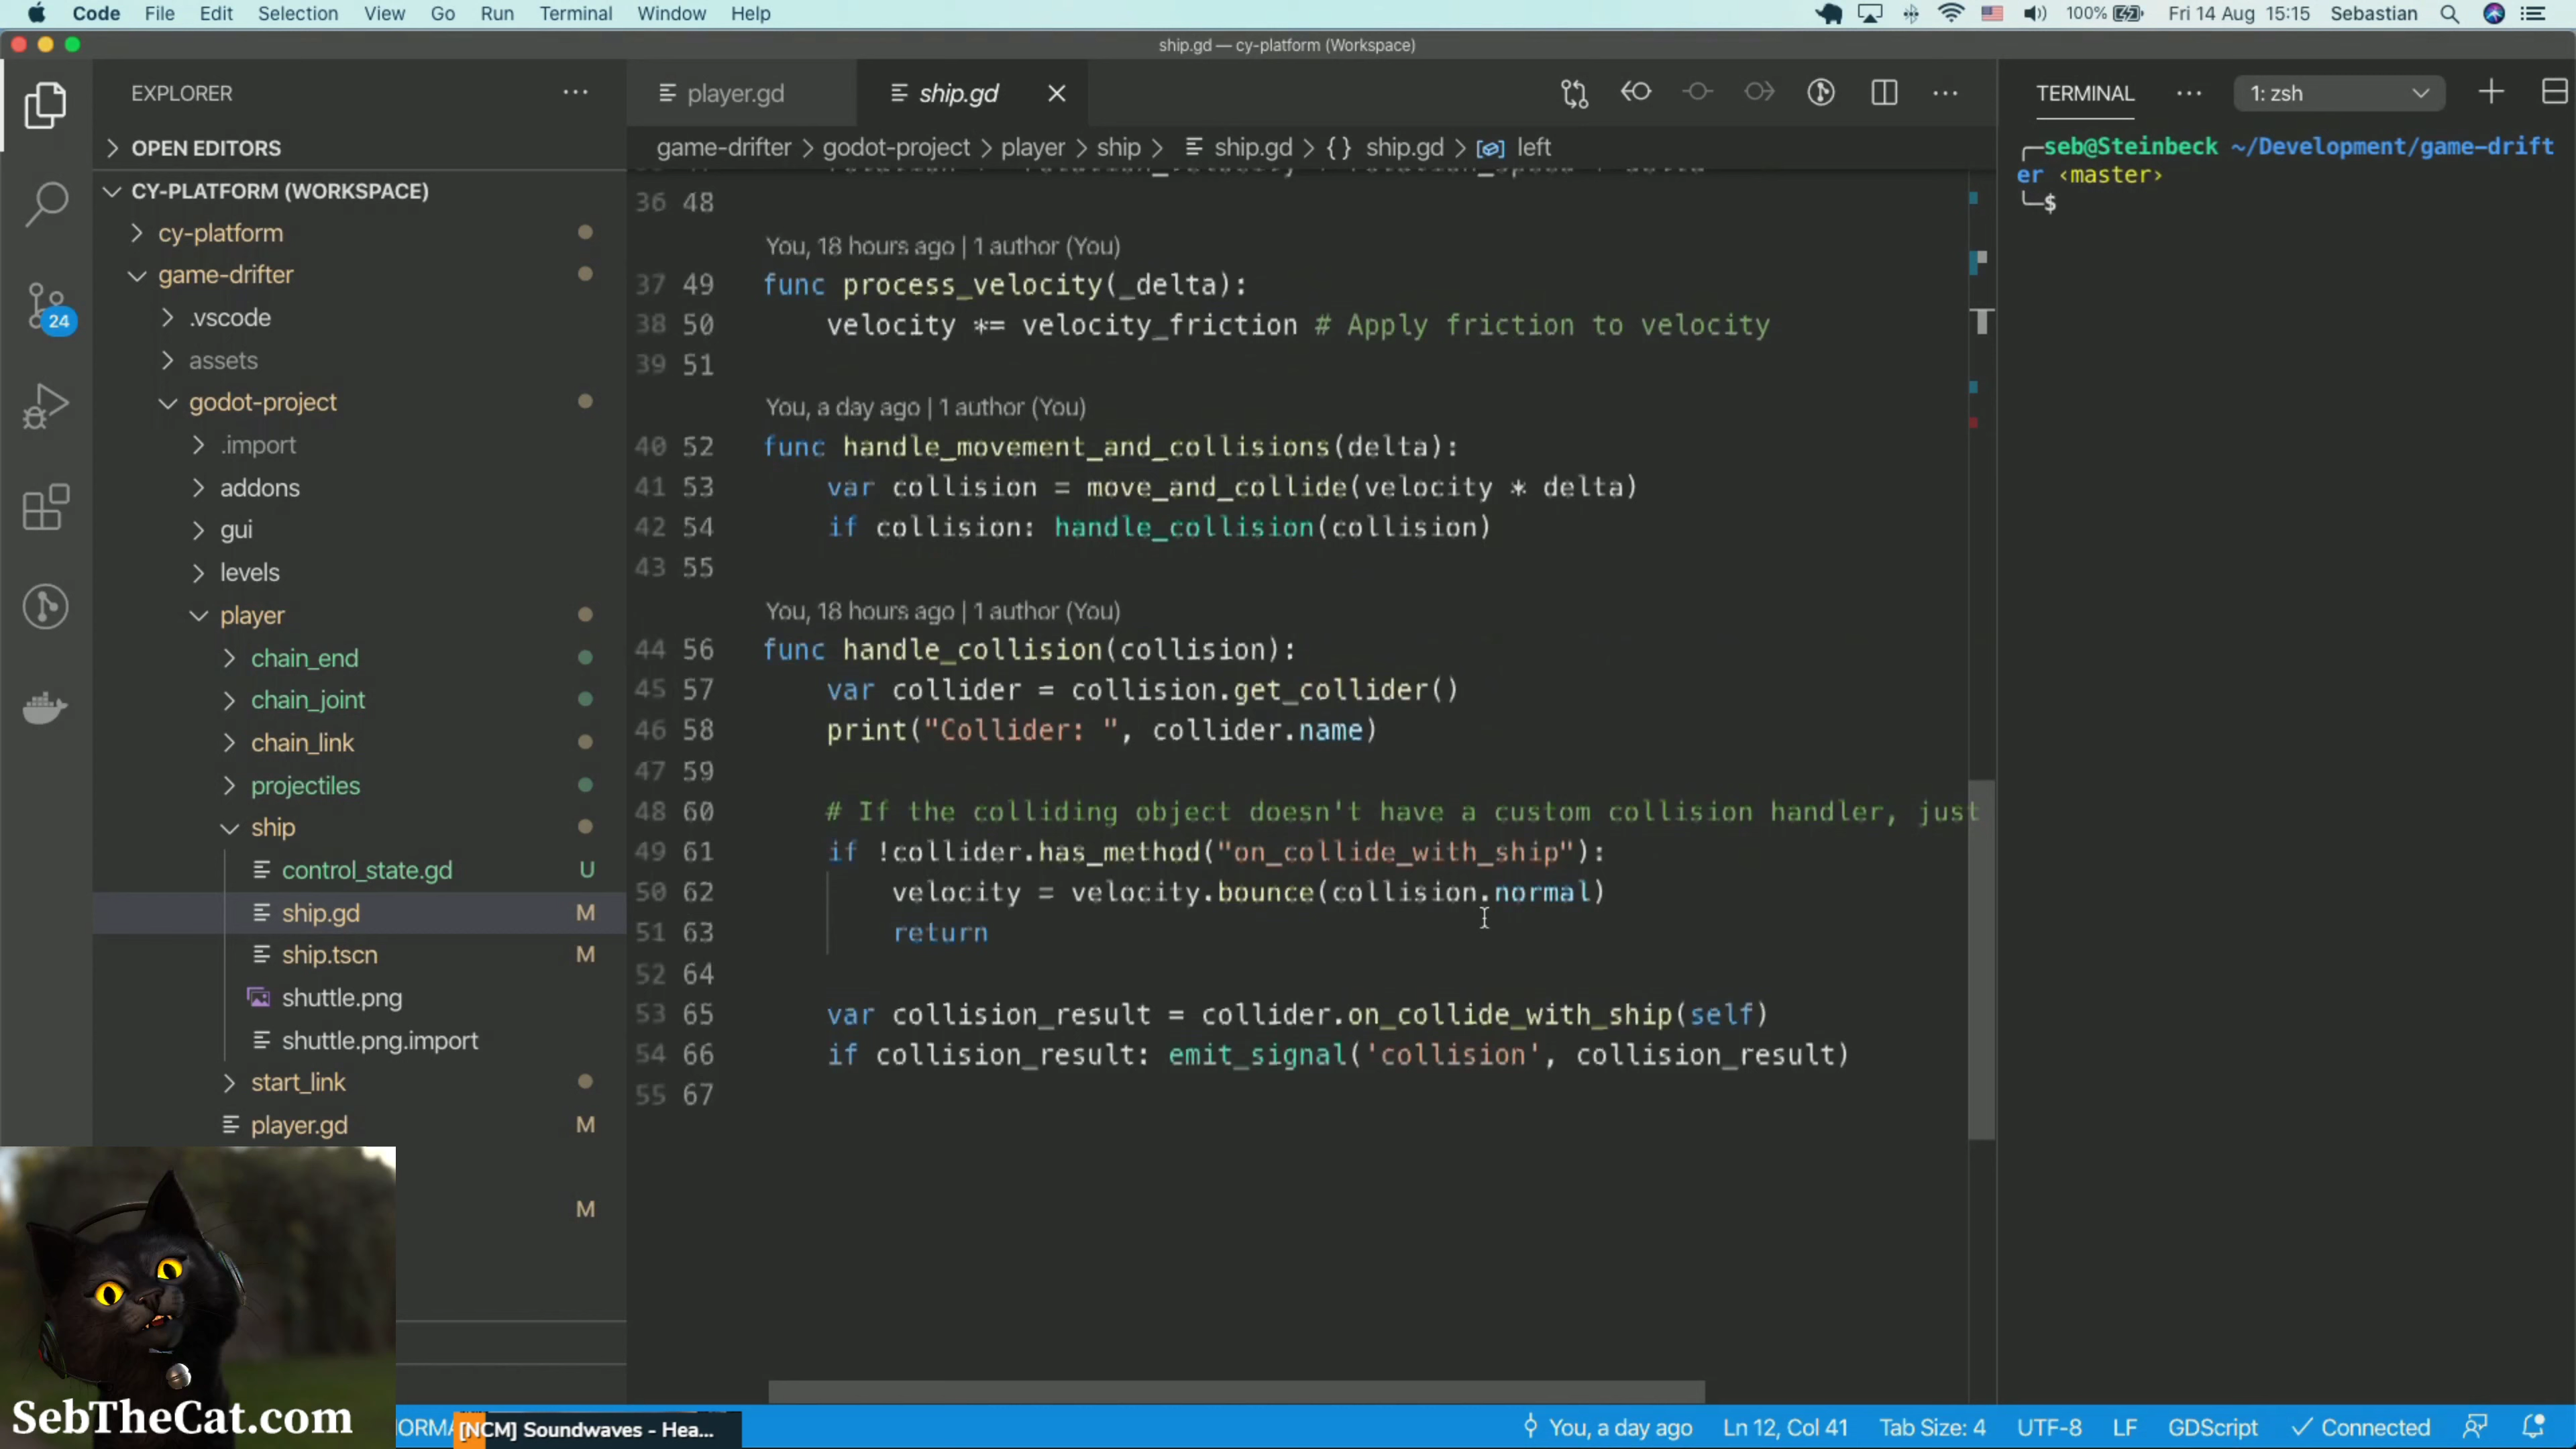 Code File Edit Selection View Go Run Terminal Window Help
100% Fri 14 Aug 15:15 Sebastian
ship.gd — cy-platform (Workspace)
EXPLORER
OPEN EDITORS
CY-PLATFORM (WORKSPACE)
cy-platform
game-drifter
.vscode
assets
godot-project
.import
addons
gui
levels
player
chain_end
chain_joint
chain_link
projectiles
ship
control_state.gd U
ship.gd M
ship.tscn M
shuttle.png
shuttle.png.import
start_link
player.gd M
M
24
player.gd
ship.gd
game-drifter > godot-project > player > ship > ship.gd > {} ship.gd > left
36 48
You, 18 hours ago | 1 author (You)
37 49 func process_velocity(_delta):
38 50 velocity *= velocity_friction # Apply friction to velocity
39 51
You, a day ago | 1 author (You)
40 52 func handle_movement_and_collisions(delta):
41 53 var collision = move_and_collide(velocity * delta)
42 54 if collision: handle_collision(collision)
43 55
You, 18 hours ago | 1 author (You)
44 56 func handle_collision(collision):
45 57 var collider = collision.get_collider()
46 58 print("Collider: ", collider.name)
47 59
48 60 # If the colliding object doesn't have a custom collision handler, just
49 61 if !collider.has_method("on_collide_with_ship"):
50 62 velocity = velocity.bounce(collision.normal)
51 63 return
52 64
53 65 var collision_result = collider.on_collide_with_ship(self)
54 66 if collision_result: emit_signal('collision', collision_result)
55 67
TERMINAL
1: zsh
seb@Steinbeck ~/Development/game-drift
er ‹master›
$
SebTheCat.com
[NCM] Soundwaves - Hea...
You, a day ago Ln 12, Col 41 Tab Size: 4 UTF-8 LF GDScript Connected